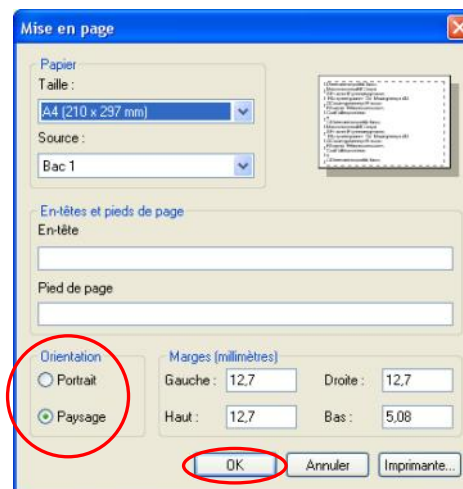 Mise en page
Papier
Taille :
A4 (210 x 297 mm)
Source :
Bac 1
En-têtes et pieds de page
En-tête
Pied de page
Orientation
Portrait
Paysage
Marges (millimètres)
Gauche : 12,7 Droite : 12,7
Haut : 12,7 Bas : 5,08
OK Annuler Imprimante...